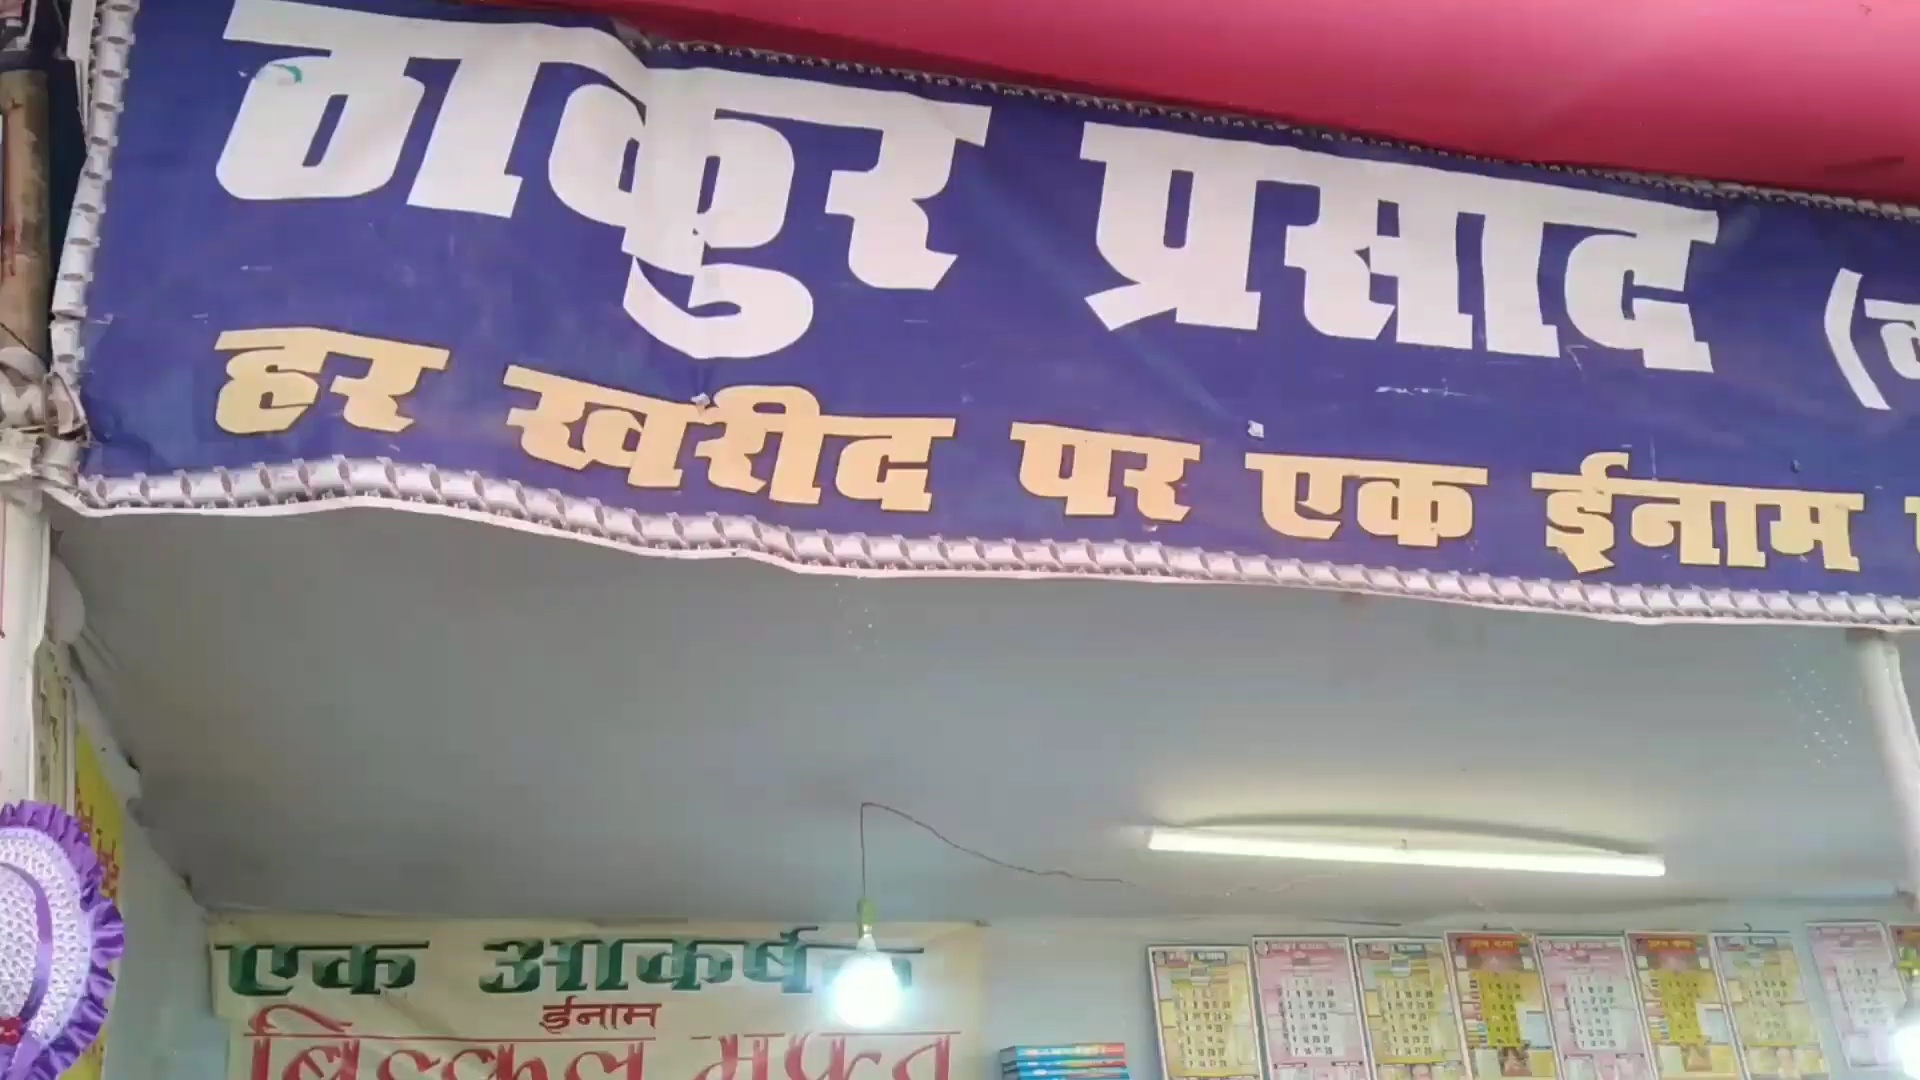 ठाकुर प्रसाद
हर खरीद पर एक ईनाम
एक आकर्षक
ईनाम
बिल्कुल मुफ्त